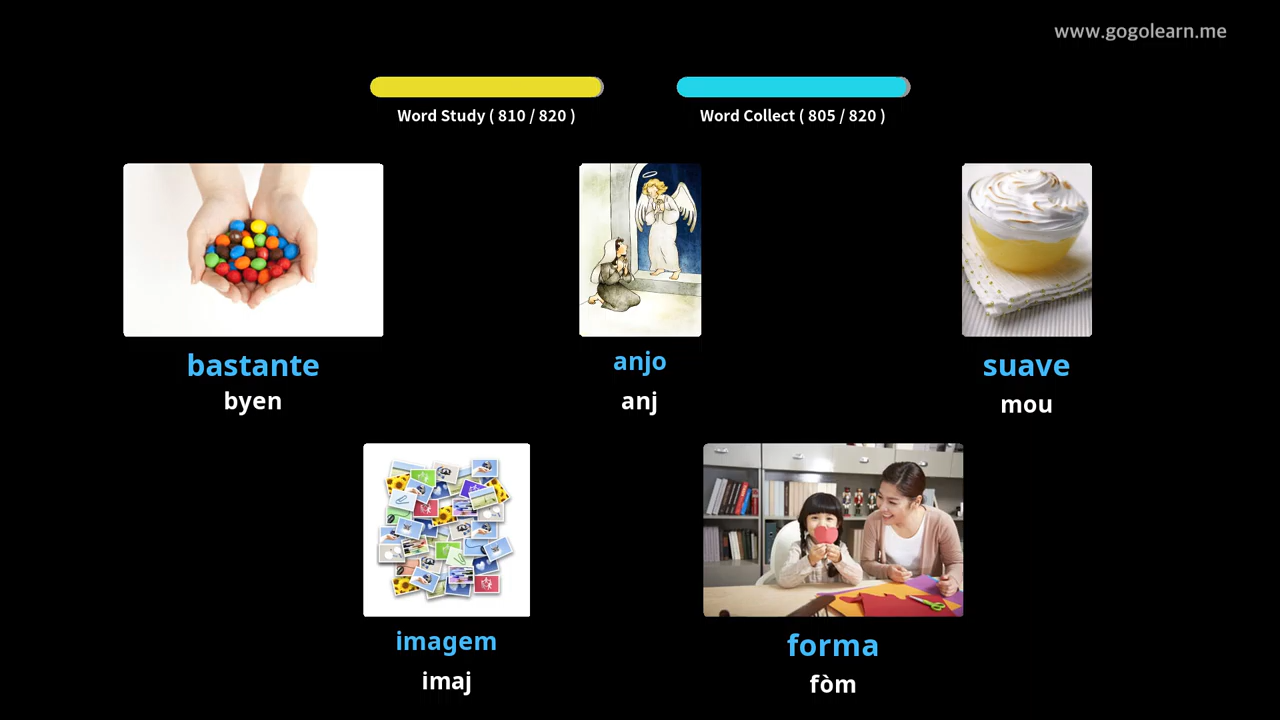 www.gogolearn.me
Word Study ( 810 / 820 )
Word Collect ( 805 / 820 )
bastante
byen
anjo
anj
suave
mou
imagem
imaj
forma
fòm